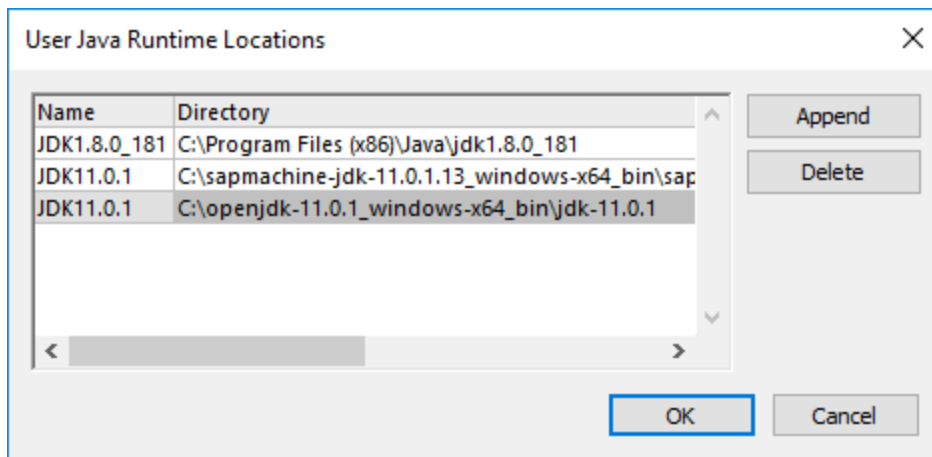 User Java Runtime Locations
Name Directory
JDK1.8.0_181 C:\Program Files (x86)\Java\jdk1.8.0_181
JDK11.0.1 C:\sapmachine-jdk-11.0.1.13_windows-x64_bin\sap
JDK11.0.1 C:\openjdk-11.0.1_windows-x64_bin\jdk-11.0.1
Append
Delete
OK Cancel